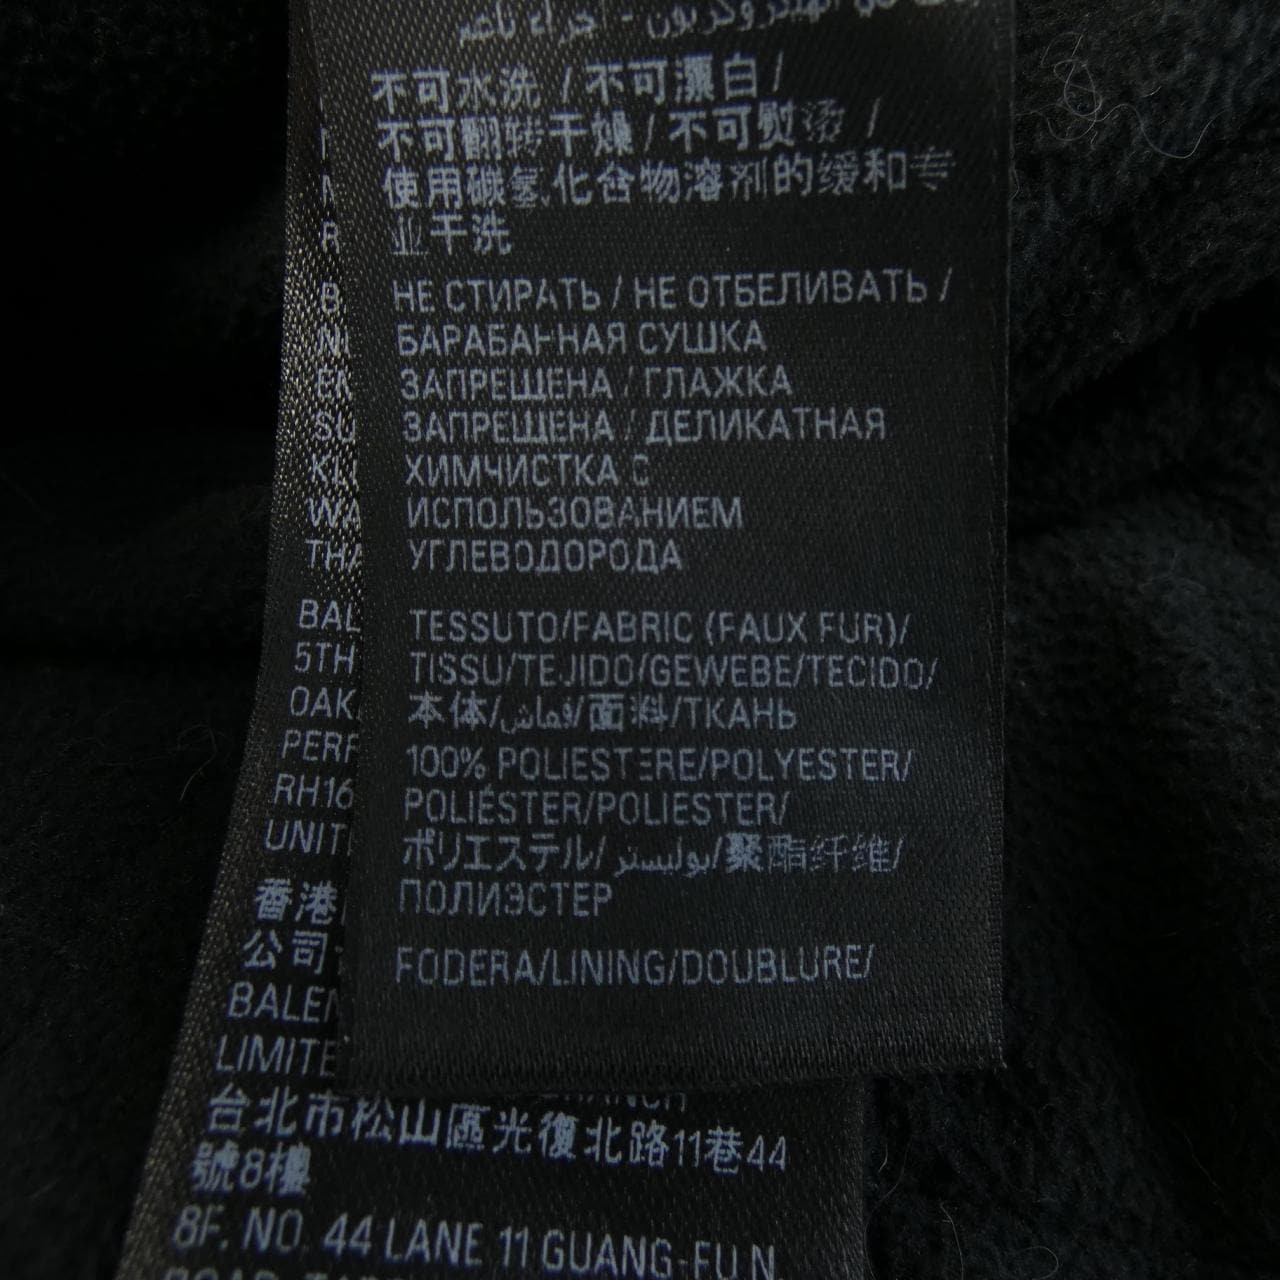 不可水洗 / 不可漂白 /
不可翻转干燥 / 不可熨烫 /
使用碳氢化合物溶剂的缓和专
业干洗
НЕ СТИРАТЬ / НЕ ОТБЕЛИВАТЬ /
БАРАБАННАЯ СУШКА
ЗАПРЕЩЕНА / ГЛАЖКА
ЗАПРЕЩЕНА / ДЕЛИКАТНАЯ
ХИМЧИСТКА С
ИСПОЛЬЗОВАНИЕМ
УГЛЕВОДОРОДА
TESSUTO/FABRIC (FAUX FUR)/
TISSU/TEJIDO/GEWEBE/TECIDO/
本体/قماش/面料/ТКАНЬ
100% POLIESTERE/POLYESTER/
POLIÉSTER/POLIESTER/
ポリエステル/بوليستر/聚酯纤维/
ПОЛИЭСТЕР
FODERA/LINING/DOUBLURE/
BAL
5TH
OAK
PERF
RH16
UNIT
香港
公司
BALEN
LIMITE
台北市松山區光復北路11巷44
號8樓
8F. NO. 44 LANE 11 GUANG-FU N.